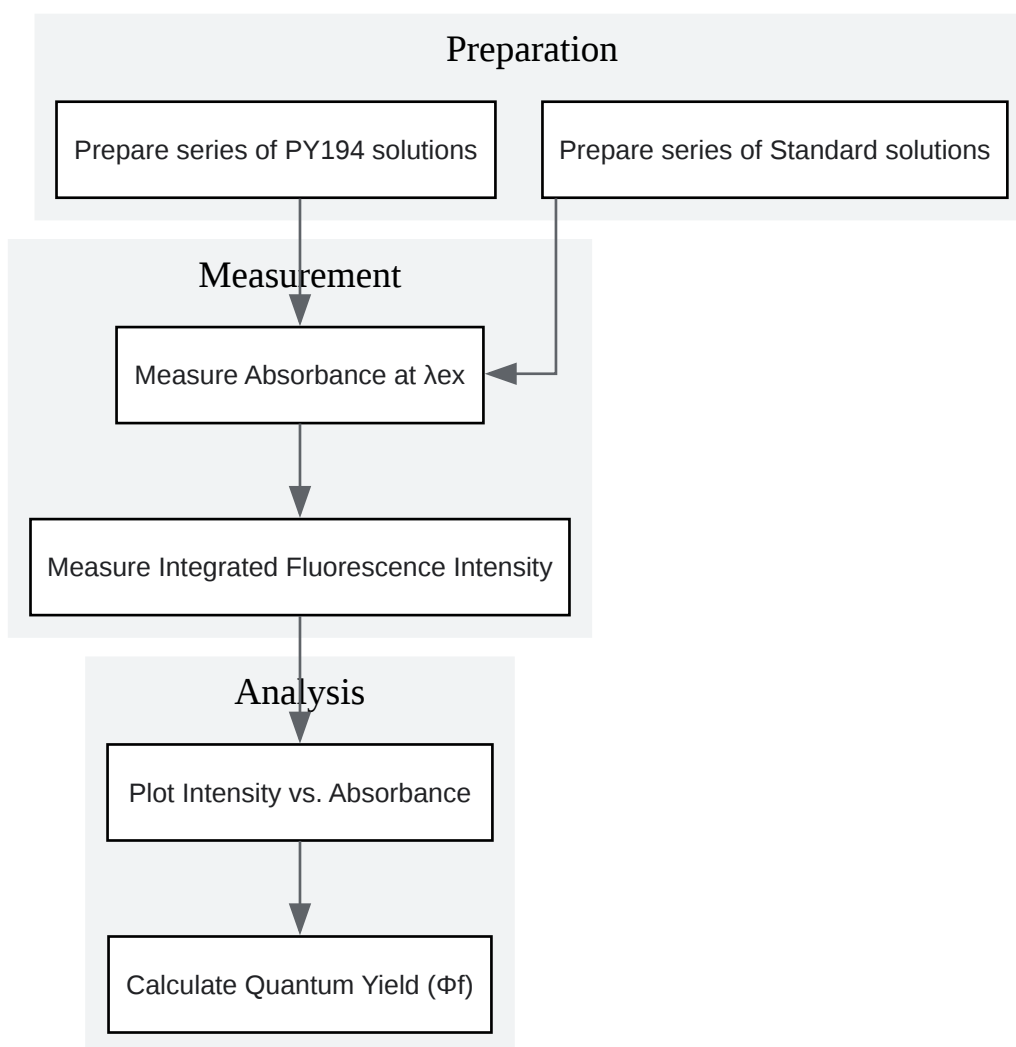 Preparation
Prepare series of PY194 solutions
Prepare series of Standard solutions
Measurement
Measure Absorbance at λex
Measure Integrated Fluorescence Intensity
Analysis
Plot Intensity vs. Absorbance
Calculate Quantum Yield (Φf)